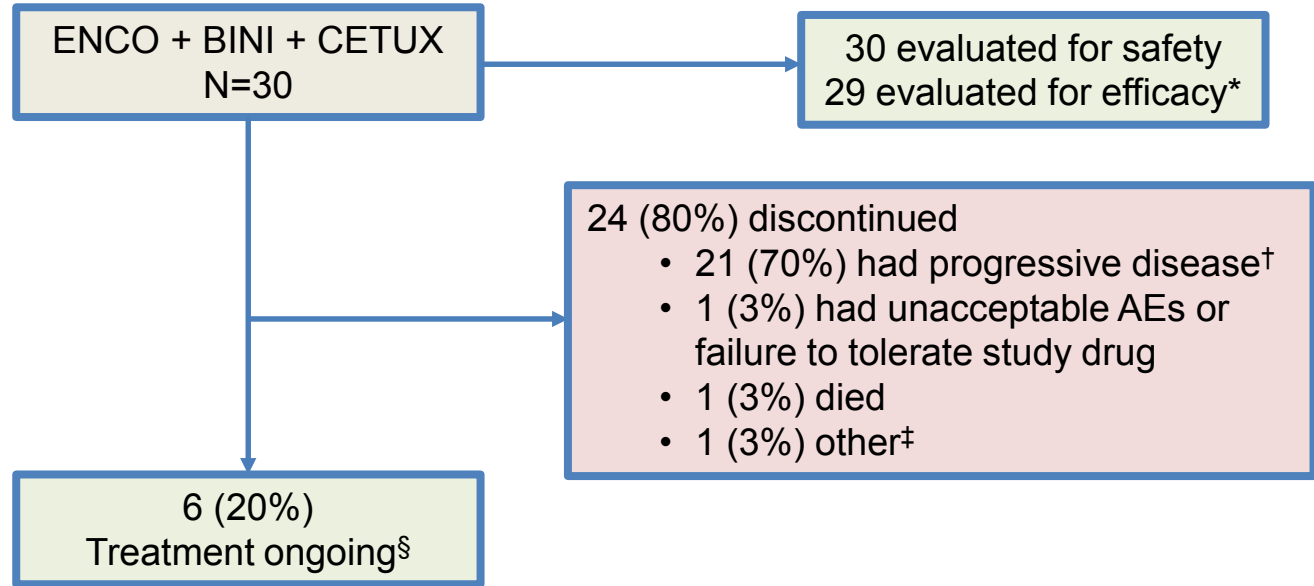 ENCO + BINI + CETUX
N=30
30 evaluated for safety
29 evaluated for efficacy*
24 (80%) discontinued
• 21 (70%) had progressive disease†
• 1 (3%) had unacceptable AEs or
failure to tolerate study drug
• 1 (3%) died
• 1 (3%) other‡
6 (20%)
Treatment ongoing§